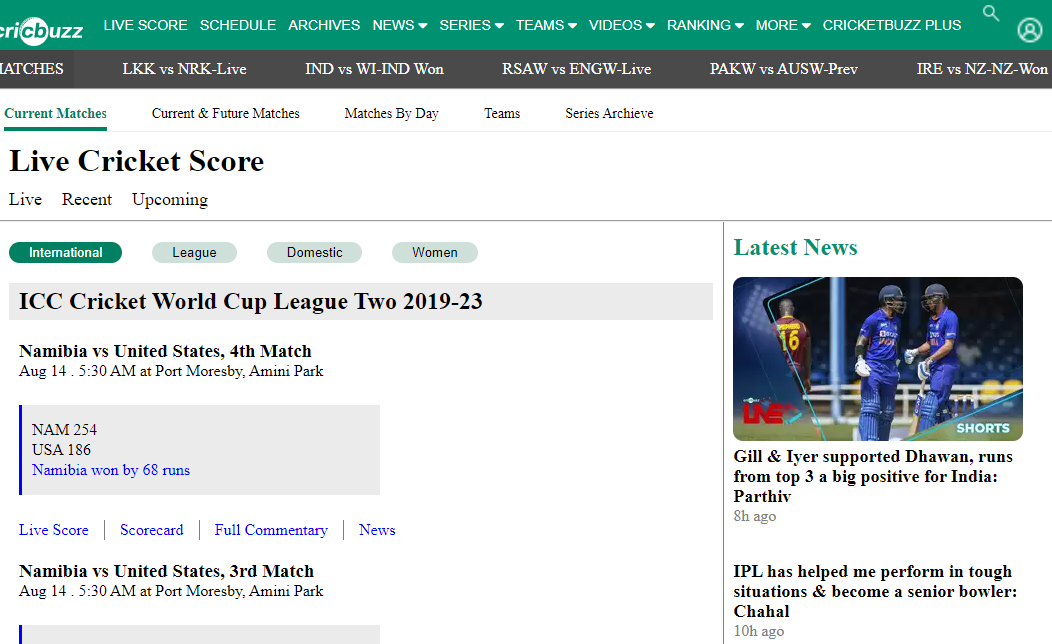 cricbuzz LIVE SCORE SCHEDULE ARCHIVES NEWS SERIES TEAMS VIDEOS RANKING MORE CRICKETBUZZ PLUS
MATCHES LKK vs NRK-Live IND vs WI-IND Won RSAW vs ENGW-Live PAKW vs AUSW-Prev IRE vs NZ-NZ-Won
Current Matches Current & Future Matches Matches By Day Teams Series Archieve
Live Cricket Score
Live Recent Upcoming
International League Domestic Women
ICC Cricket World Cup League Two 2019-23
Namibia vs United States, 4th Match
Aug 14 . 5:30 AM at Port Moresby, Amini Park
NAM 254
USA 186
Namibia won by 68 runs
Live Score Scorecard Full Commentary News
Namibia vs United States, 3rd Match
Aug 14 . 5:30 AM at Port Moresby, Amini Park
Latest News
16
INDIA
LIVE
SHORTS
Gill & Iyer supported Dhawan, runs
from top 3 a big positive for India:
Parthiv
8h ago
IPL has helped me perform in tough
situations & become a senior bowler:
Chahal
10h ago